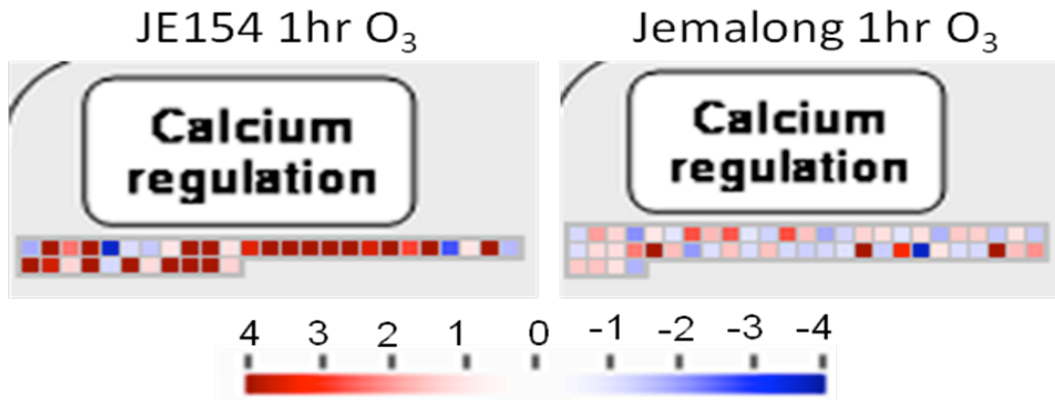 JE154 1hr O₃
Jemalong 1hr O₃
Calcium
regulation
Calcium
regulation
4 3 2 1 0 -1 -2 -3 -4